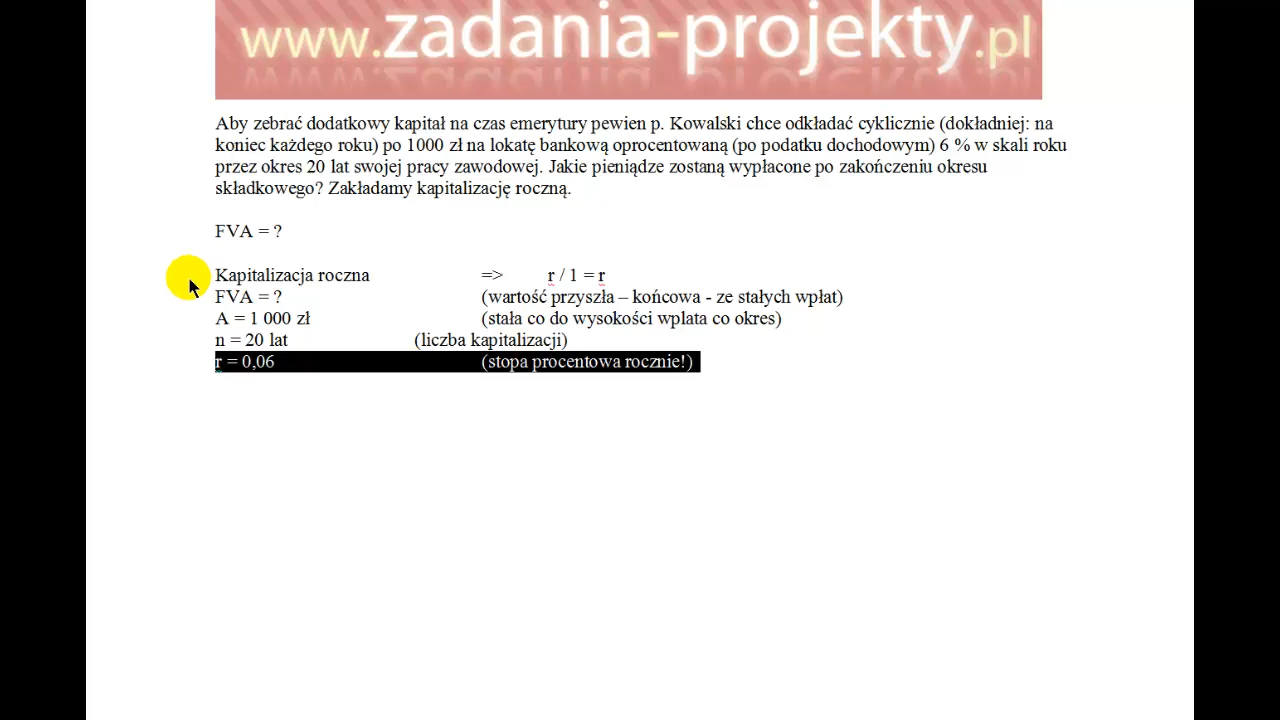 www.zadania-projekty.pl
Aby zebrać dodatkowy kapitał na czas emerytury pewien p. Kowalski chce odkładać cyklicznie (dokładniej: na
koniec każdego roku) po 1000 zł na lokatę bankową oprocentowaną (po podatku dochodowym) 6 % w skali roku
przez okres 20 lat swojej pracy zawodowej. Jakie pieniądze zostaną wypłacone po zakończeniu okresu
składkowego? Zakładamy kapitalizację roczną.
FVA = ?
Kapitalizacja roczna => r / 1 = r
FVA = ? (wartość przyszła – końcowa - ze stałych wpłat)
A = 1 000 zł (stała co do wysokości wplata co okres)
n = 20 lat (liczba kapitalizacji)
r = 0,06 (stopa procentowa rocznie!)